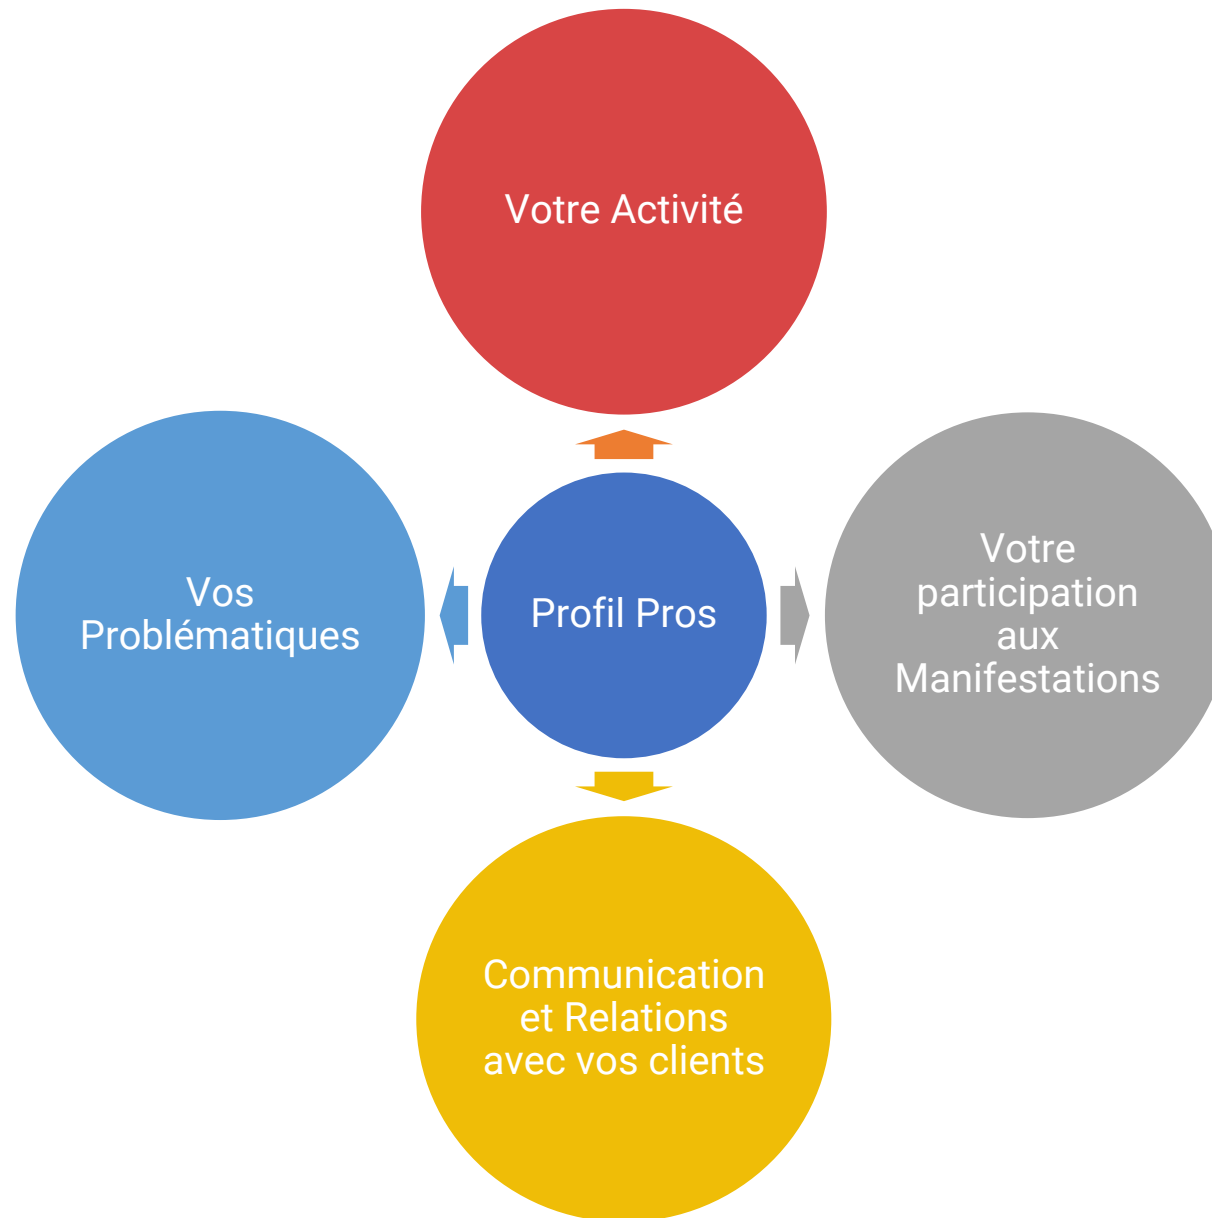 Votre Activité
Vos
Problématiques
Profil Pros
Votre
participation
aux
Manifestations
Communication
et Relations
avec vos clients